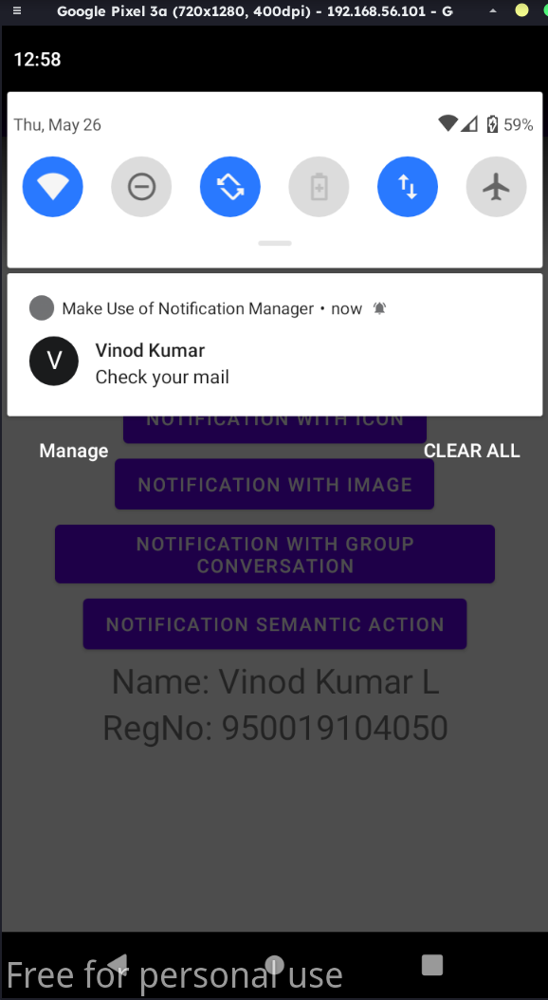 Google Pixel 3a (720x1280, 400dpi) - 192.168.56.101 - G
12:58
Thu, May 26
59%
Make Use of Notification Manager • now
V
Vinod Kumar
Check your mail
NOTIFICATION WITH ICON
Manage
CLEAR ALL
NOTIFICATION WITH IMAGE
NOTIFICATION WITH GROUP
CONVERSATION
NOTIFICATION SEMANTIC ACTION
Name: Vinod Kumar L
RegNo: 950019104050
Free for personal use